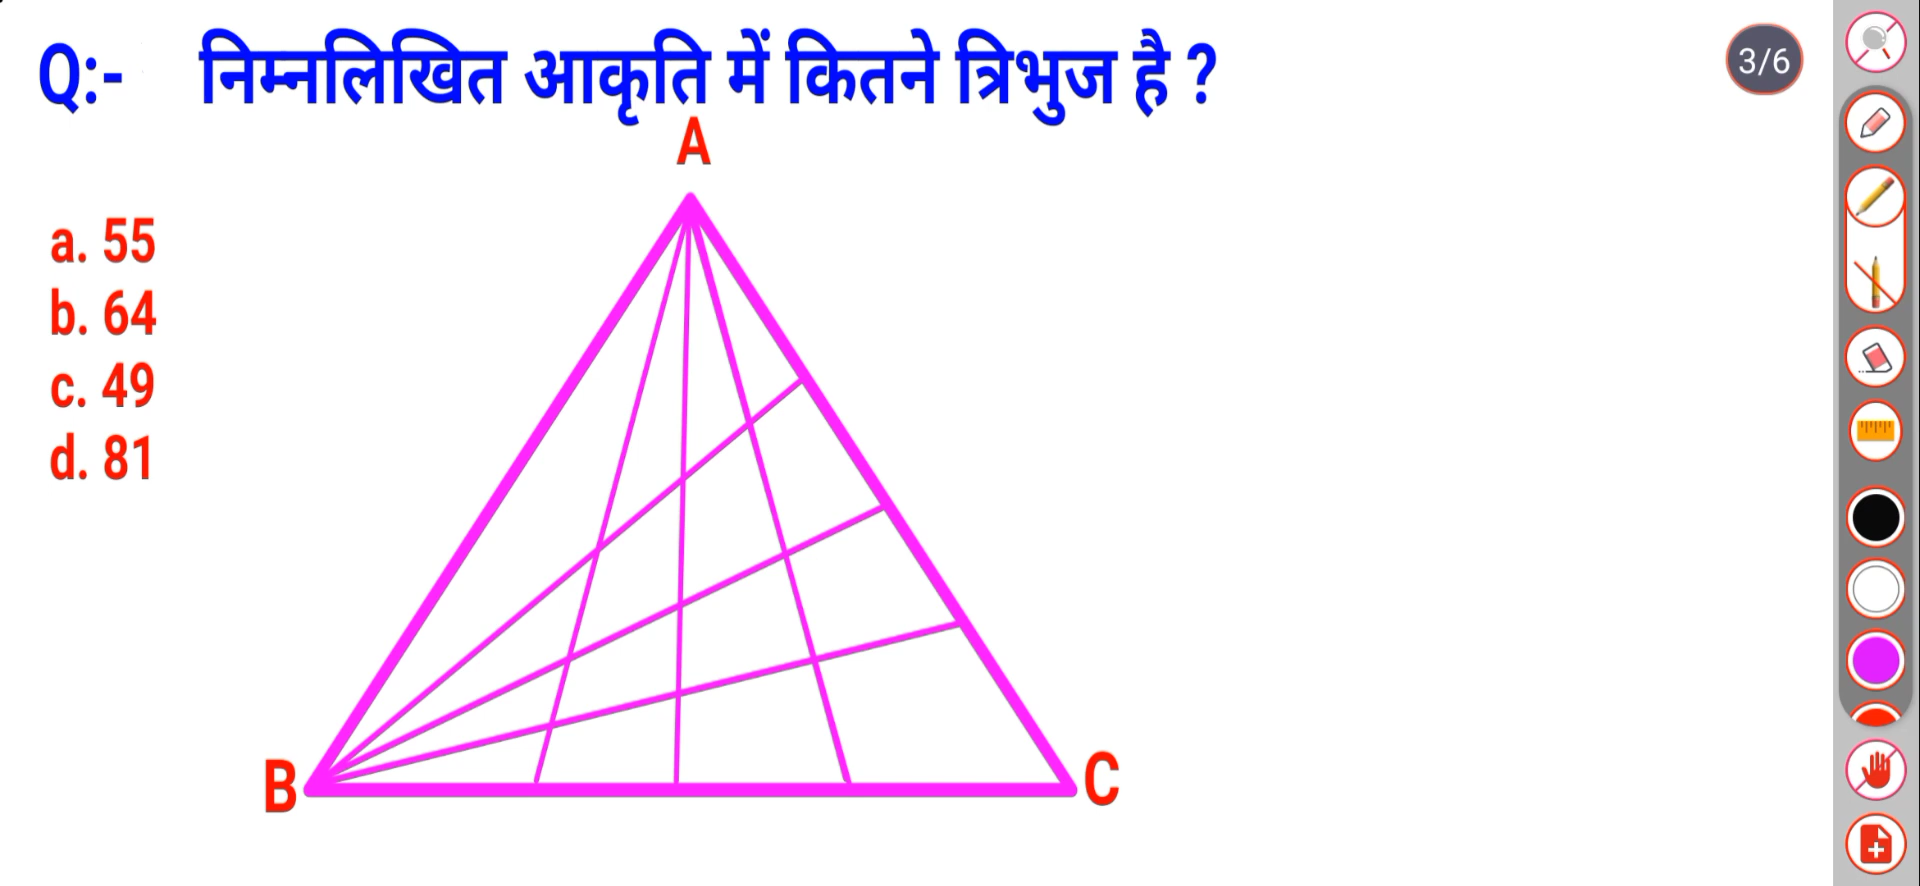 Q:- निम्नलिखित आकृति में कितने त्रिभुज है ?
3/6
A
a. 55
b. 64
c. 49
d. 81
B
C